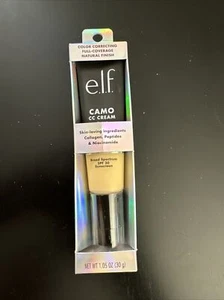 COLOR CORRECTING
FULL-COVERAGE
NATURAL FINISH
e.l.f.
CAMO
CC CREAM
Skin-loving ingredients
Collagen, Peptides
& Niacinamide
Broad Spectrum
SPF 30
Sunscreen
NET WT 1.05 OZ (30 g)